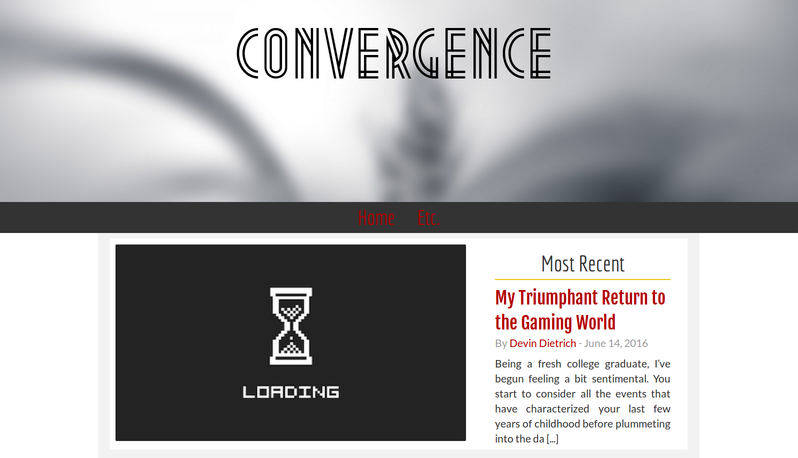 CONVERGENCE
Home Etc.
LOADING
Most Recent
My Triumphant Return to
the Gaming World
By Devin Dietrich - June 14, 2016
Being a fresh college graduate, I've
begun feeling a bit sentimental. You
start to consider all the events that
have characterized your last few
years of childhood before plummeting
into the da [...]